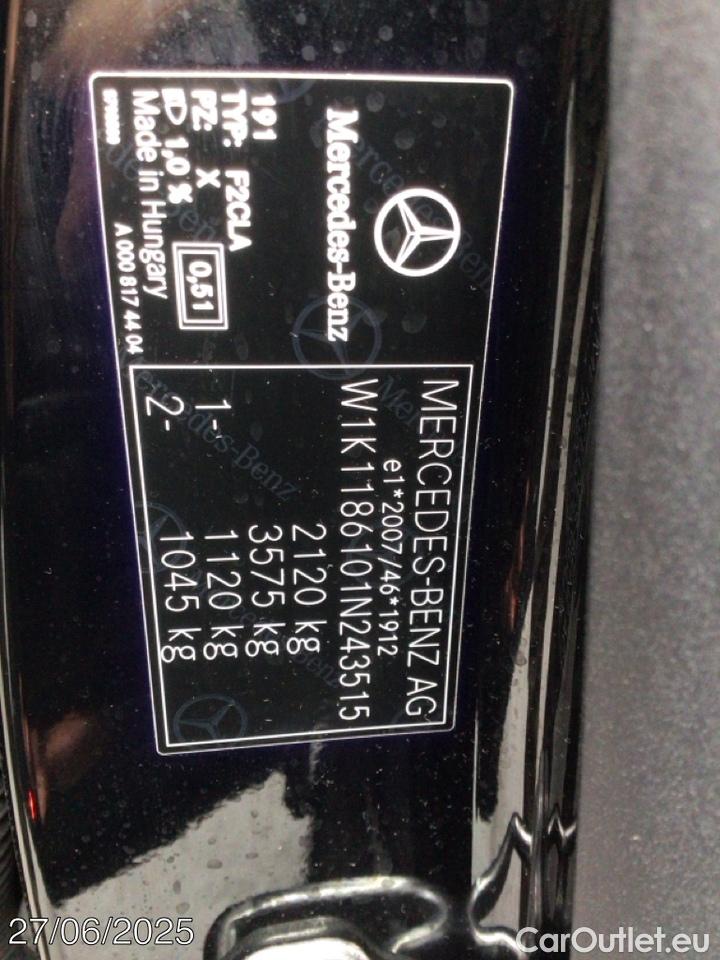 Mercedes-Benz
191
TYP: F2CLA
PZ: X 0,51
1,0 %
Made in Hungary
A 000 817 44 04
MERCEDES-BENZ AG
e1*2007/46*1912
W1K1186101N243515
2120 kg
3575 kg
1- 1120 kg
2- 1045 kg
27/06/2025
CarOutlet.eu